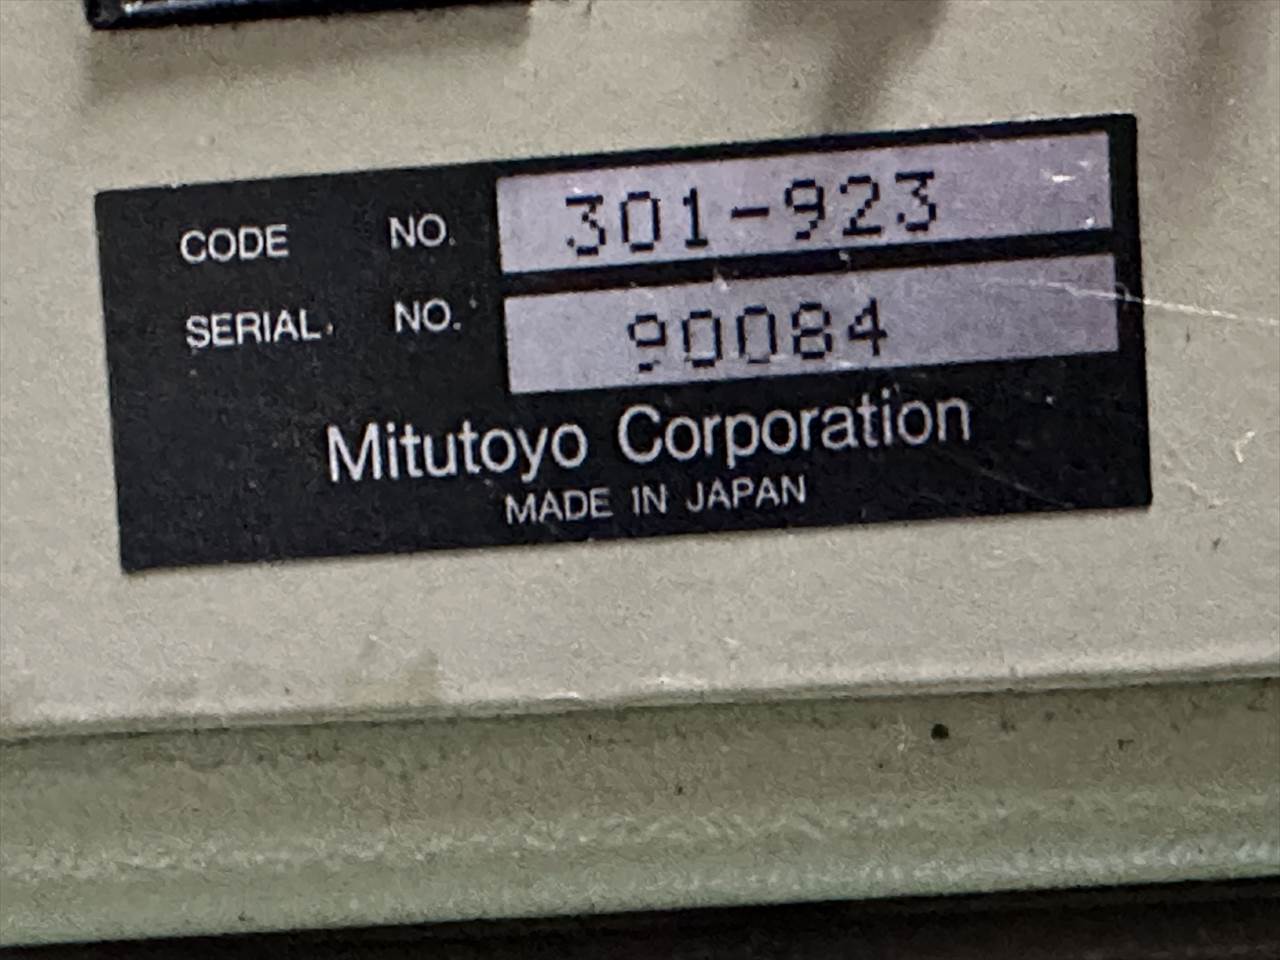 CODE NO. 301-923
SERIAL NO. 90084
Mitutoyo Corporation
MADE IN JAPAN